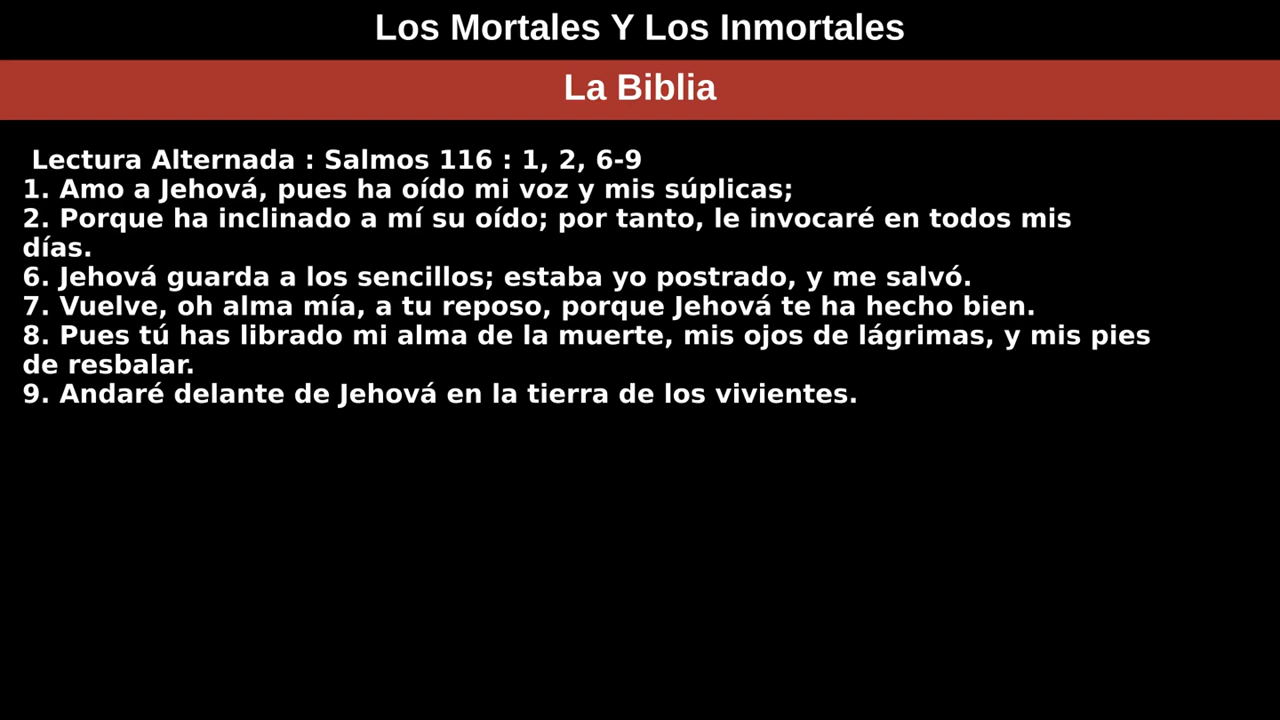 Los Mortales Y Los Inmortales
La Biblia
Lectura Alternada : Salmos 116 : 1, 2, 6-9
1. Amo a Jehová, pues ha oído mi voz y mis súplicas;
2. Porque ha inclinado a mí su oído; por tanto, le invocaré en todos mis
días.
6. Jehová guarda a los sencillos; estaba yo postrado, y me salvó.
7. Vuelve, oh alma mía, a tu reposo, porque Jehová te ha hecho bien.
8. Pues tú has librado mi alma de la muerte, mis ojos de lágrimas, y mis pies
de resbalar.
9. Andaré delante de Jehová en la tierra de los vivientes.